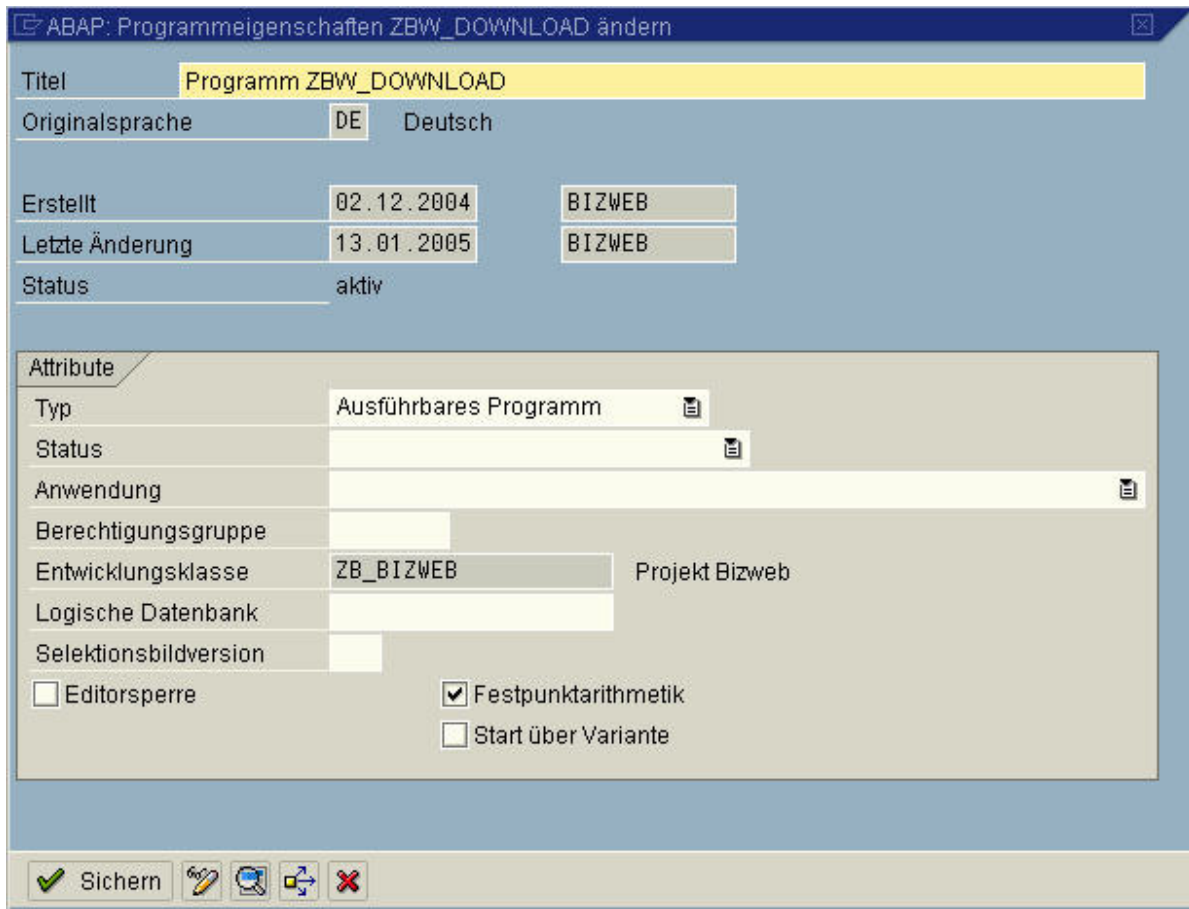 ABAP: Programmeigenschaften ZBW_DOWNLOAD ändern
Titel Programm ZBW_DOWNLOAD
Originalsprache DE Deutsch
Erstellt 02.12.2004 BIZWEB
Letzte Änderung 13.01.2005 BIZWEB
Status aktiv
Attribute
Typ Ausführbares Programm
Status
Anwendung
Berechtigungsgruppe
Entwicklungsklasse ZB_BIZWEB Projekt Bizweb
Logische Datenbank
Selektionsbildversion
Editorsperre Festpunktarithmetik
Start über Variante
Sichern